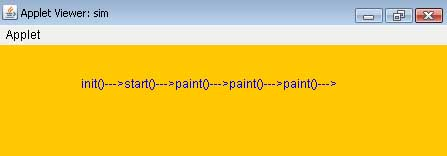 Applet Viewer: sim
Applet
init()--->start()--->paint()--->paint()--->paint()--->